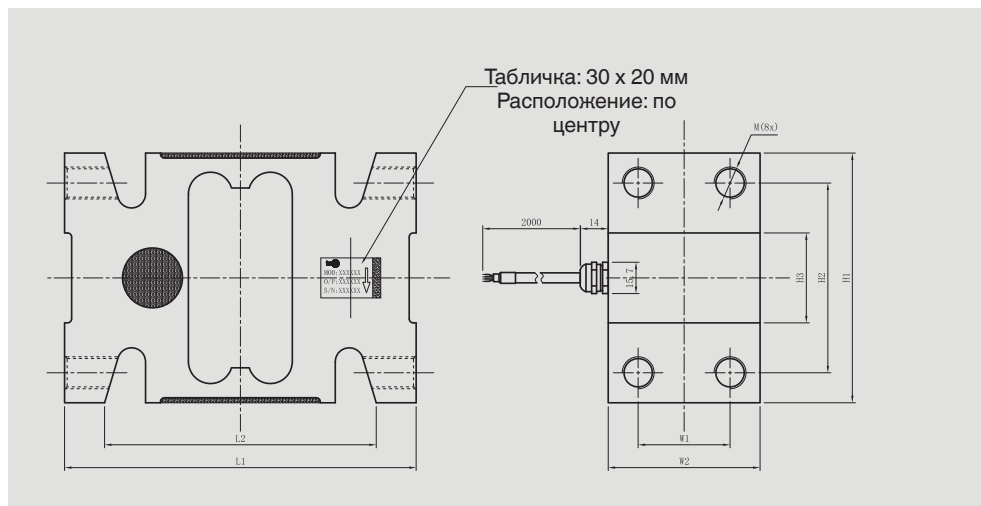 Табличка: 30 x 20 мм
Расположение: по
центру
M(8x)
2000
14
15,7
H3
H2
H1
MOD:XXXXXX
O/P:XXXXXX
S/N:XXXXXX
L2
L1
W1
W2